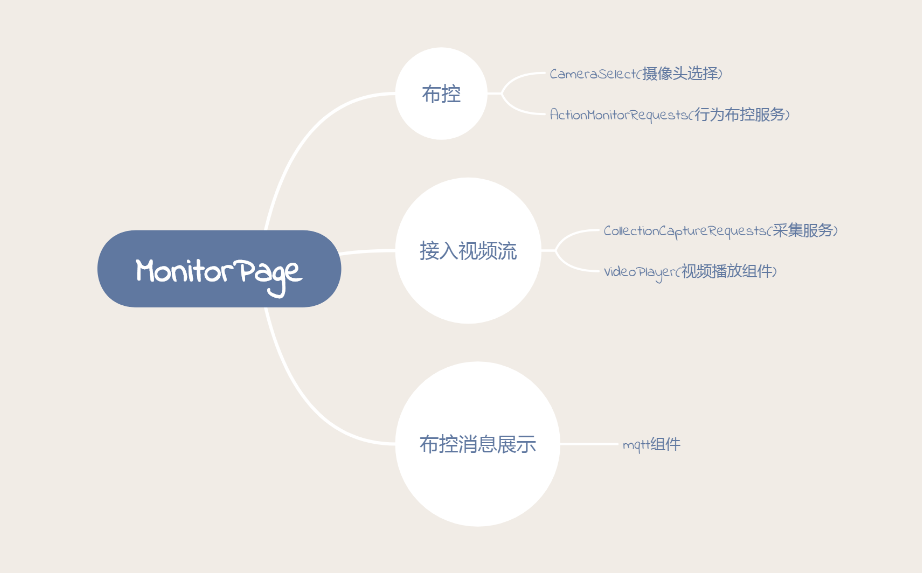 MonitorPage
布控
CameraSelect(摄像头选择)
ActionMonitorRequests(行为布控服务)
接入视频流
CollectionCaptureRequests(采集服务)
VideoPlayer(视频播放组件)
布控消息展示
mqtt组件